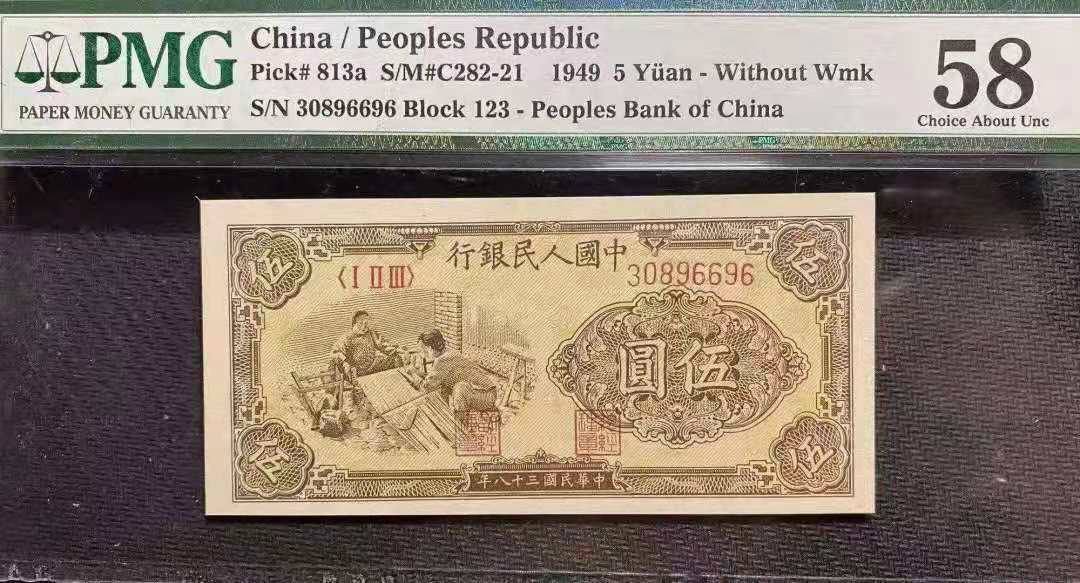 PMG
PAPER MONEY GUARANTY
China / Peoples Republic
Pick# 813a S/M#C282-21 1949 5 Yüan - Without Wmk
S/N 30896696 Block 123 - Peoples Bank of China
58
Choice About Unc
行銀民人國中
〈I II III〉
30896696
伍
伍
圓伍
伍
伍
年八十三國民華中